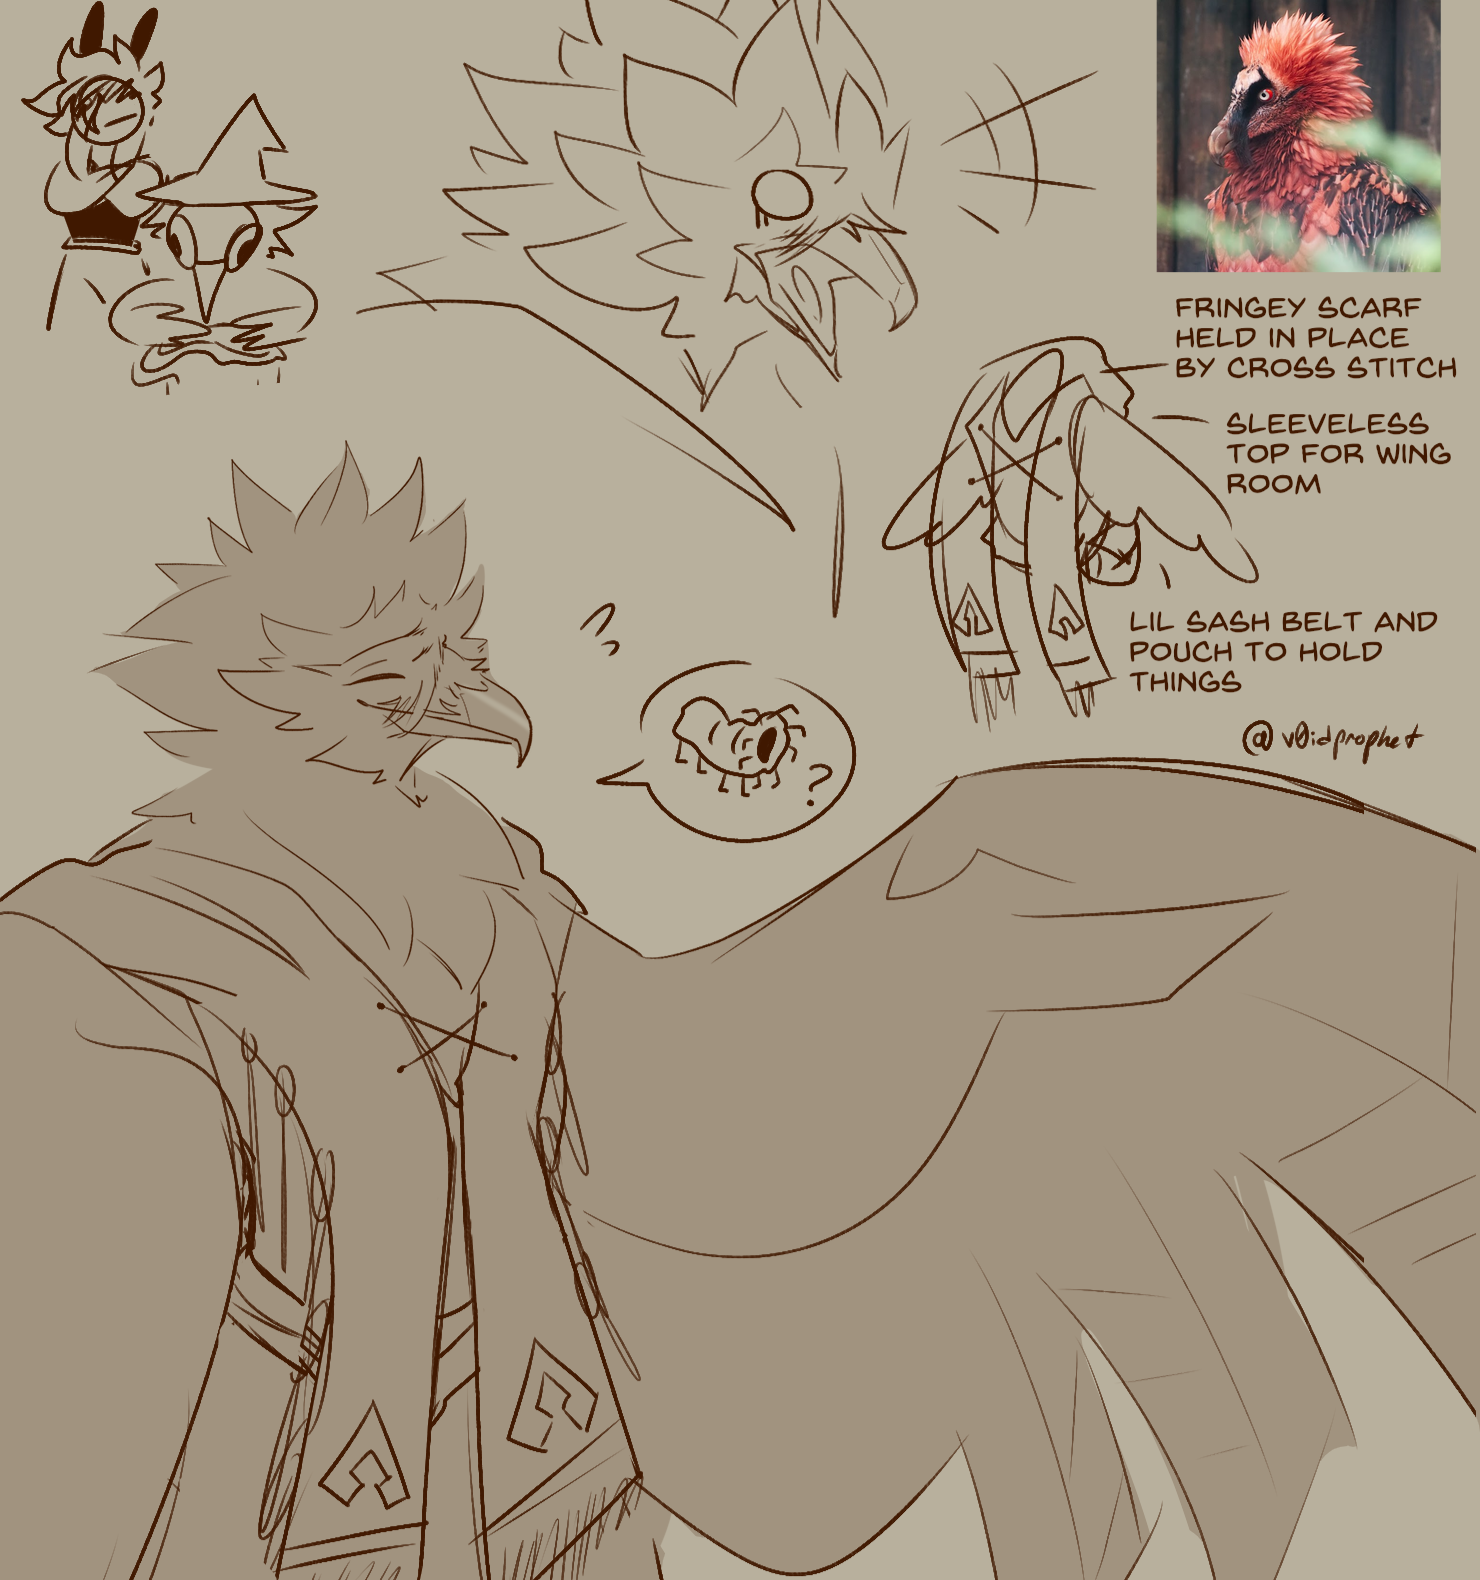 FRINGEY SCARF
HELD IN PLACE
BY CROSS STITCH
SLEEVELESS
TOP FOR WING
ROOM
LIL SASH BELT AND
POUCH TO HOLD
THINGS
@v0idprophet
?